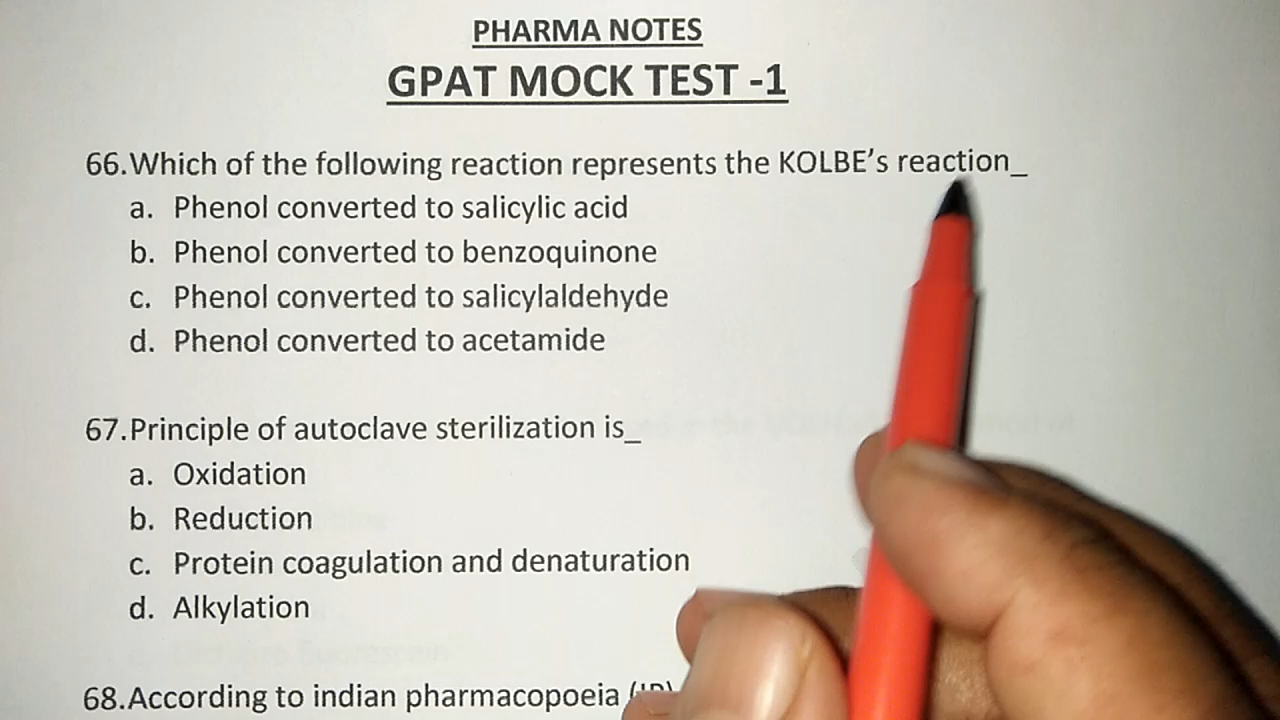 PHARMA NOTES
GPAT MOCK TEST -1
66.Which of the following reaction represents the KOLBE's reaction_
a. Phenol converted to salicylic acid
b. Phenol converted to benzoquinone
c. Phenol converted to salicylaldehyde
d. Phenol converted to acetamide
67.Principle of autoclave sterilization is_
a. Oxidation
b. Reduction
c. Protein coagulation and denaturation
d. Alkylation
68.According to indian pharmacopoeia